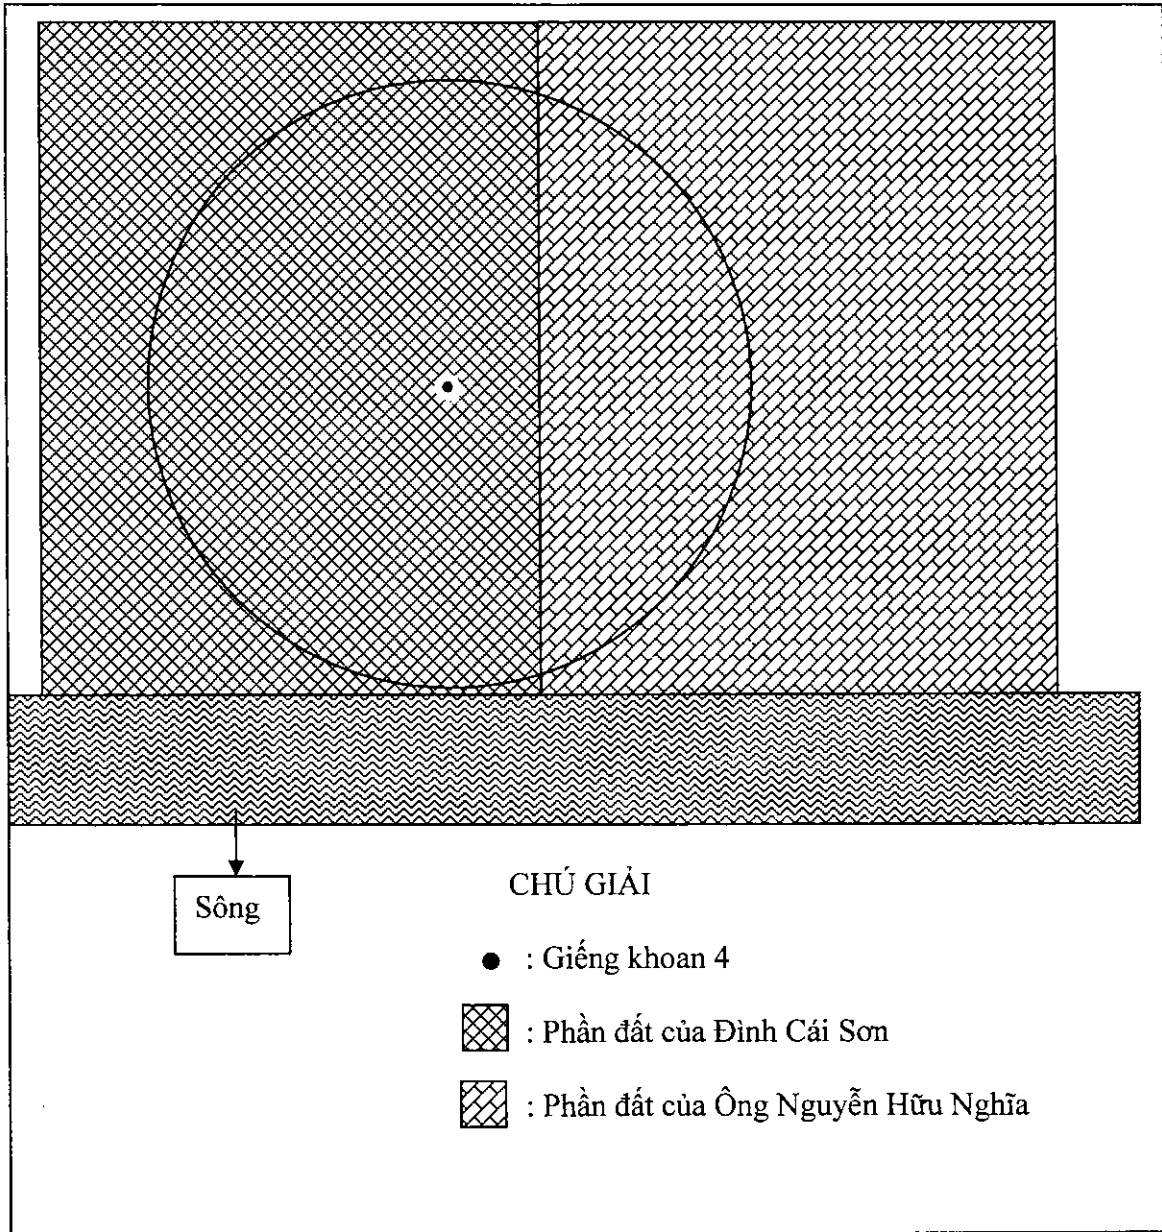 Sông
CHÚ GIẢI
: Giếng khoan 4
: Phần đất của Đình Cái Sơn
: Phần đất của Ông Nguyễn Hữu Nghĩa